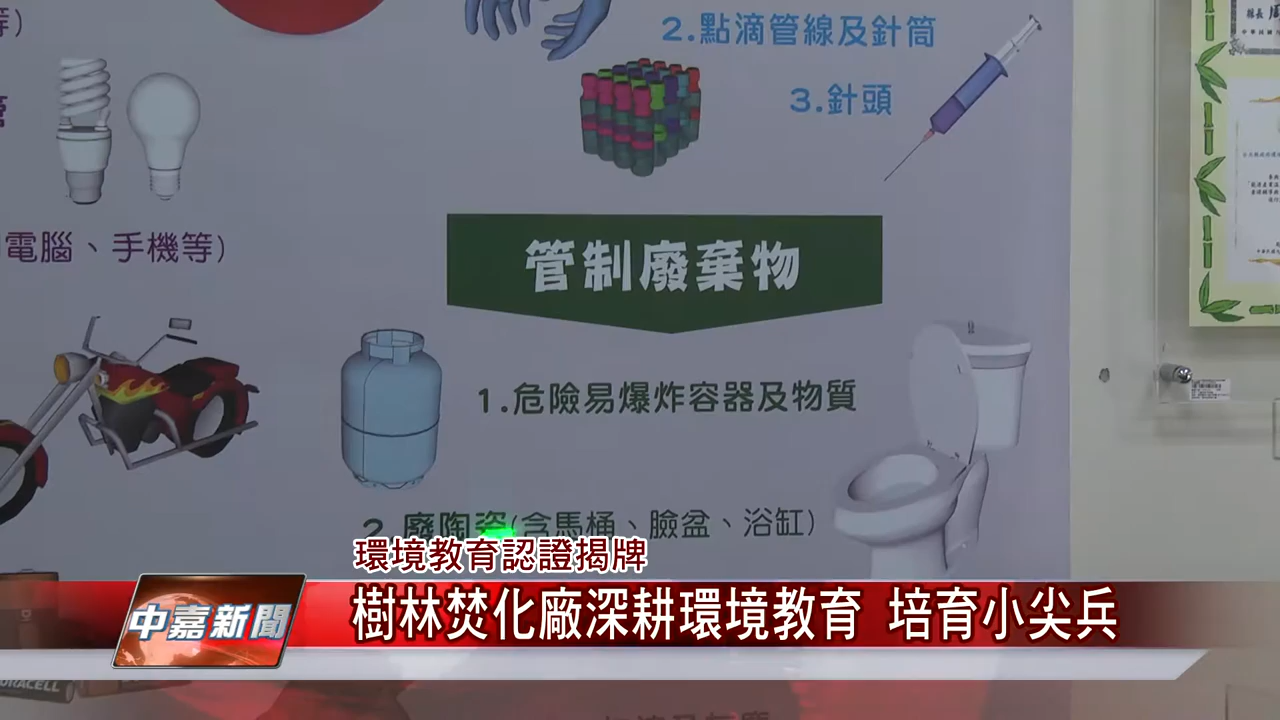 等)
2.點滴管線及針筒
3.針頭
管
電腦、手機等)
管制廢棄物
1.危險易爆炸容器及物質
2.廢陶瓷(含馬桶、臉盆、浴缸)
環境教育認證揭牌
樹林焚化廠深耕環境教育 培育小尖兵
中嘉新聞
DURACELL